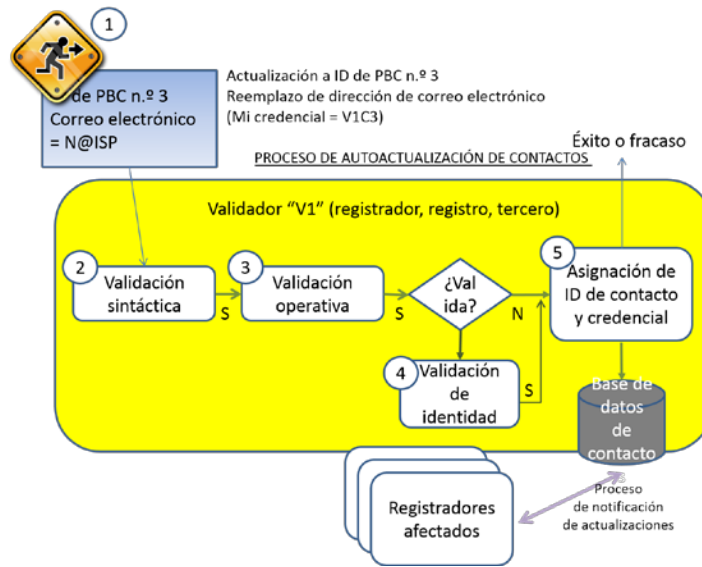 1
de PBC n.º 3
Correo electrónico
= N@ISP
Actualización a ID de PBC n.º 3
Reemplazo de dirección de correo electrónico
(Mi credencial = V1C3)
PROCESO DE AUTOACTUALIZACIÓN DE CONTACTOS
Éxito o fracaso
Validador “V1” (registrador, registro, tercero)
2
Validación
sintáctica
S
3
Validación
operativa
S
¿Val
ida?
N
4
Validación
de
identidad
S
5
Asignación de
ID de contacto
y credencial
Base de
datos
de
contacto
Registradores
afectados
Proceso
de notificación
de actualizaciones